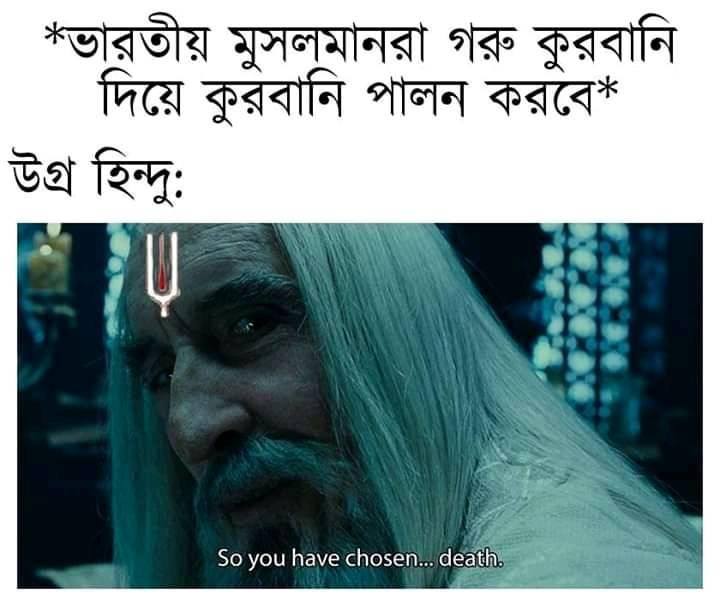 *ভারতীয় মুসলমানরা গরু কুরবানি
দিয়ে কুরবানি পালন করবে*
উগ্র হিন্দু:
So you have chosen... death.